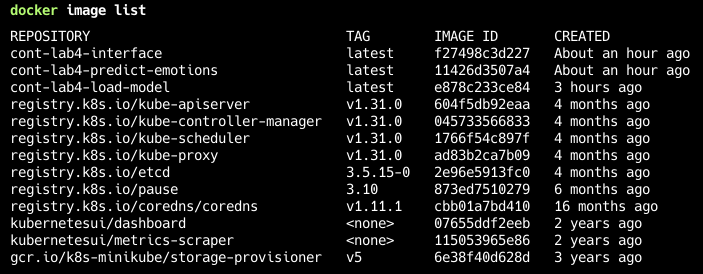 docker image list
REPOSITORY TAG IMAGE ID CREATED
cont-lab4-interface latest f27498c3d227 About an hour ago
cont-lab4-predict-emotions latest 11426d3507a4 About an hour ago
cont-lab4-load-model latest e878c233ce84 3 hours ago
registry.k8s.io/kube-apiserver v1.31.0 604f5db92eaa 4 months ago
registry.k8s.io/kube-controller-manager v1.31.0 045733566833 4 months ago
registry.k8s.io/kube-scheduler v1.31.0 1766f54c897f 4 months ago
registry.k8s.io/kube-proxy v1.31.0 ad83b2ca7b09 4 months ago
registry.k8s.io/etcd 3.5.15-0 2e96e5913fc0 4 months ago
registry.k8s.io/pause 3.10 873ed7510279 6 months ago
registry.k8s.io/coredns/coredns v1.11.1 cbb01a7bd410 16 months ago
kubernetesui/dashboard <none> 07655ddf2eeb 2 years ago
kubernetesui/metrics-scraper <none> 115053965e86 2 years ago
gcr.io/k8s-minikube/storage-provisioner v5 6e38f40d628d 3 years ago